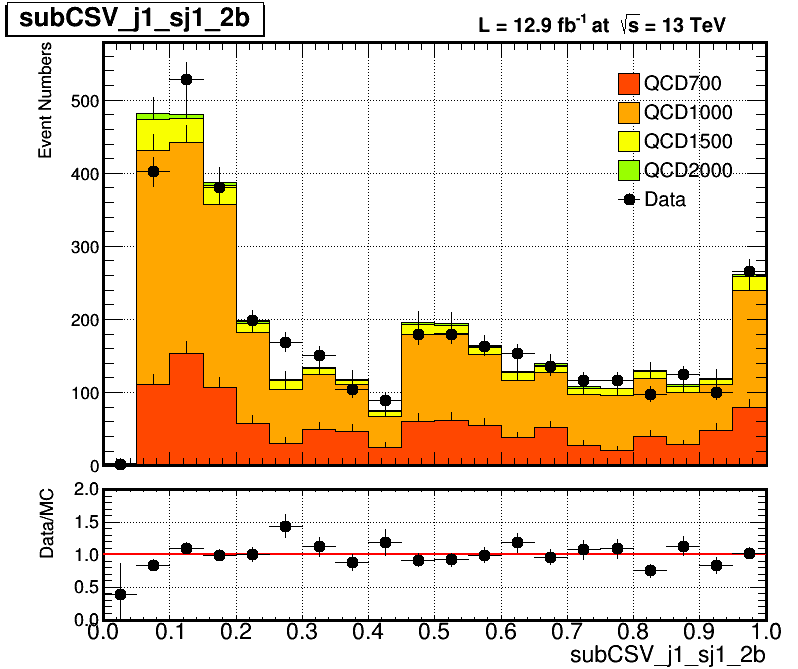 subCSV_j1_sj1_2b
L = 12.9 fb⁻¹ at √s = 13 TeV
Event Numbers
500
400
300
200
100
0
QCD700
QCD1000
QCD1500
QCD2000
Data
Data/MC
2.0
1.5
1.0
0.5
0.0
0.0 0.1 0.2 0.3 0.4 0.5 0.6 0.7 0.8 0.9 1.0
subCSV_j1_sj1_2b